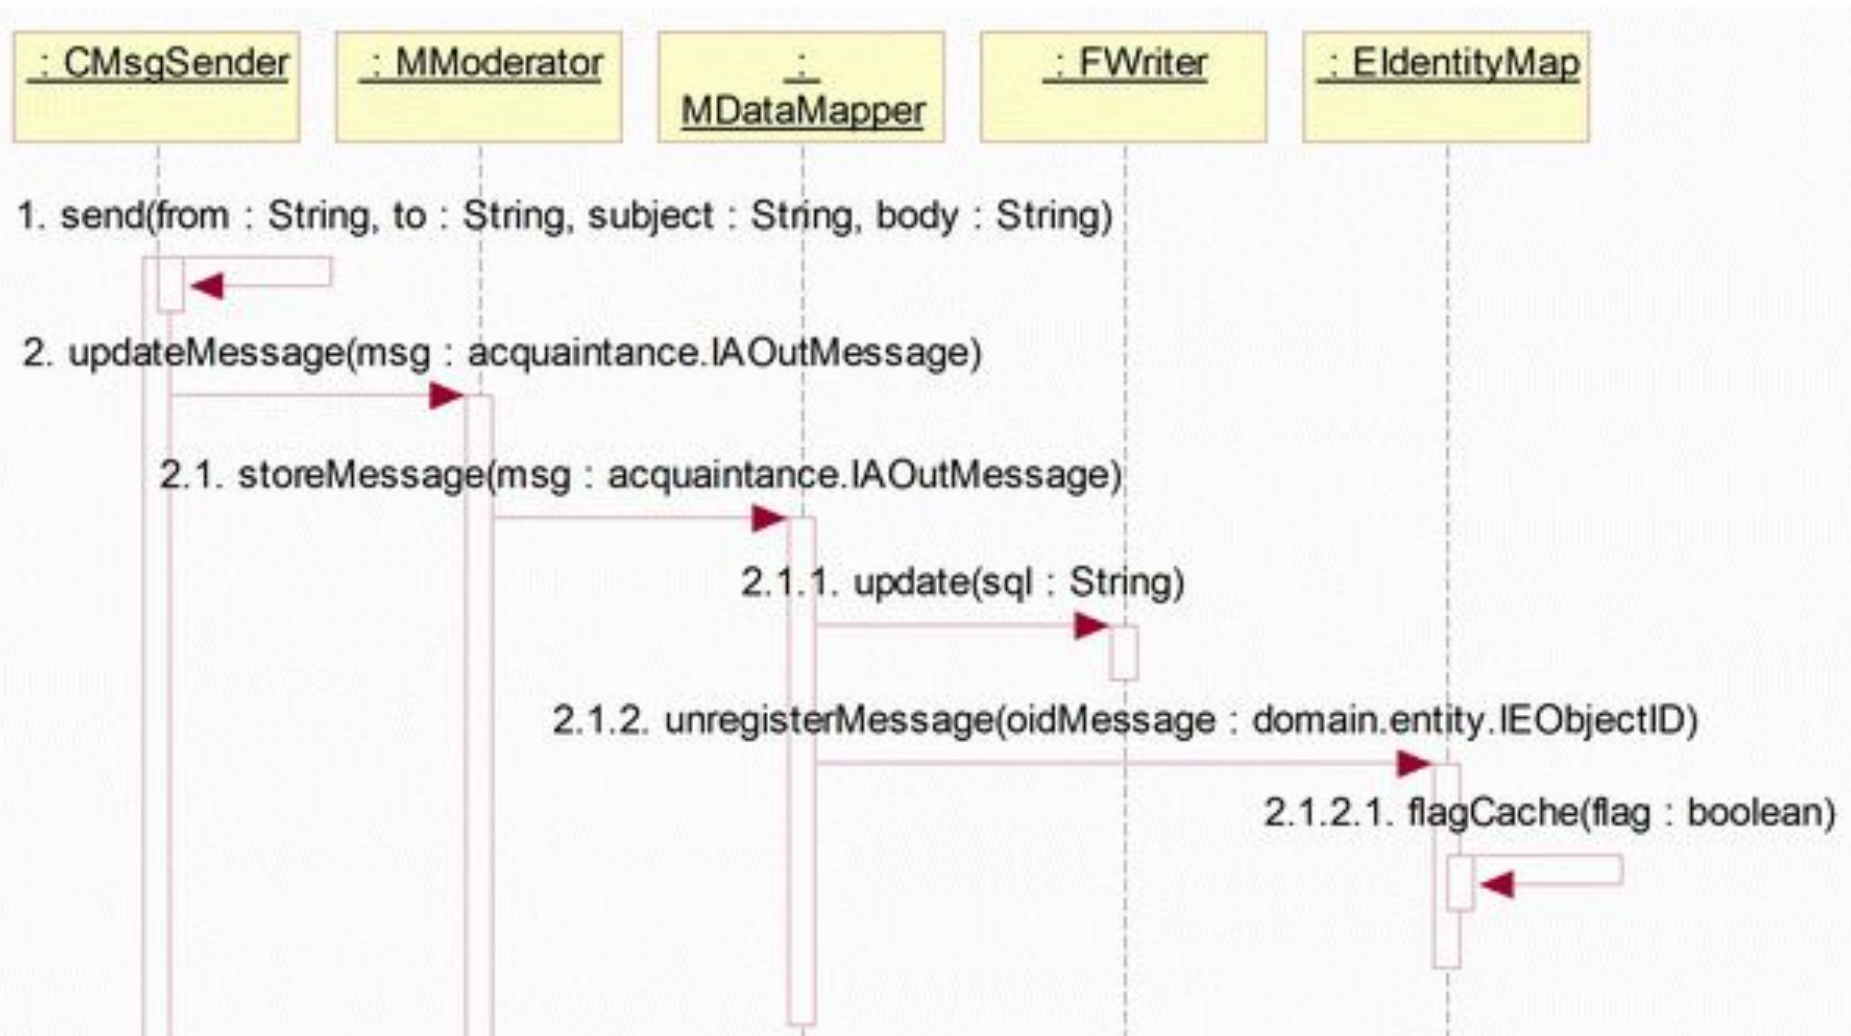 : CMsgSender
: MModerator
:
MDataMapper
: FWriter
: EIdentityMap
1. send(from : String, to : String, subject : String, body : String)
2. updateMessage(msg : acquaintance.IAOutMessage)
2.1. storeMessage(msg : acquaintance.IAOutMessage)
2.1.1. update(sql : String)
2.1.2. unregisterMessage(oidMessage : domain.entity.IEObjectID)
2.1.2.1. flagCache(flag : boolean)